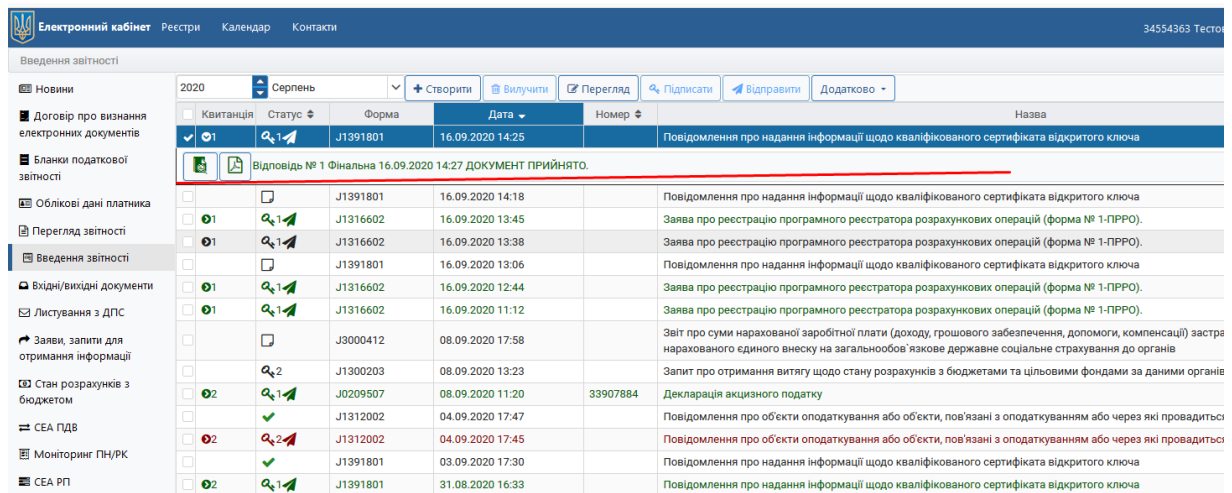 Електронний кабінет Реєстри Календар Контакти 34554363 Тестов
Введення звітності
Новини
Договір про визнання
електронних документів
Бланки податкової
звітності
Облікові дані платника
Перегляд звітності
Введення звітності
Вхідні/вихідні документи
Листування з ДПС
Заяви, запити для
отримання інформації
Стан розрахунків з
бюджетом
СЕА ПДВ
Моніторинг ПН/РК
СЕА РП
2020 Серпень Створити Вилучити Перегляд Підписати Відправити Додатково
Квитанція Статус Форма Дата Номер Назва
1 1 J1391801 16.09.2020 14:25 Повідомлення про надання інформації щодо кваліфікованого сертифіката відкритого ключа
Відповідь № 1 Фінальна 16.09.2020 14:27 ДОКУМЕНТ ПРИЙНЯТО.
J1391801 16.09.2020 14:18 Повідомлення про надання інформації щодо кваліфікованого сертифіката відкритого ключа
1 1 J1316602 16.09.2020 13:45 Заява про реєстрацію програмного реєстратора розрахункових операцій (форма № 1-ПРРО).
1 1 J1316602 16.09.2020 13:38 Заява про реєстрацію програмного реєстратора розрахункових операцій (форма № 1-ПРРО).
J1391801 16.09.2020 13:06 Повідомлення про надання інформації щодо кваліфікованого сертифіката відкритого ключа
1 1 J1316602 16.09.2020 12:44 Заява про реєстрацію програмного реєстратора розрахункових операцій (форма № 1-ПРРО).
1 1 J1316602 16.09.2020 11:12 Заява про реєстрацію програмного реєстратора розрахункових операцій (форма № 1-ПРРО).
J3000412 08.09.2020 17:58 Звіт про суми нарахованої заробітної плати (доходу, грошового забезпечення, допомоги, компенсації) застра
нарахованого єдиного внеску на загальнообов`язкове державне соціальне страхування до органів
2 J1300203 08.09.2020 13:23 Запит про отримання витягу щодо стану розрахунків з бюджетами та цільовими фондами за даними органів
2 1 J0209507 08.09.2020 11:20 33907884 Декларація акцизного податку
J1312002 04.09.2020 17:47 Повідомлення про об'єкти оподаткування або об'єкти, пов'язані з оподаткуванням або через які провадитьс
2 2 J1312002 04.09.2020 17:45 Повідомлення про об'єкти оподаткування або об'єкти, пов'язані з оподаткуванням або через які провадитьс
J1391801 03.09.2020 17:30 Повідомлення про надання інформації щодо кваліфікованого сертифіката відкритого ключа
2 1 J1391801 31.08.2020 16:33 Повідомлення про надання інформації щодо кваліфікованого сертифіката відкритого ключа